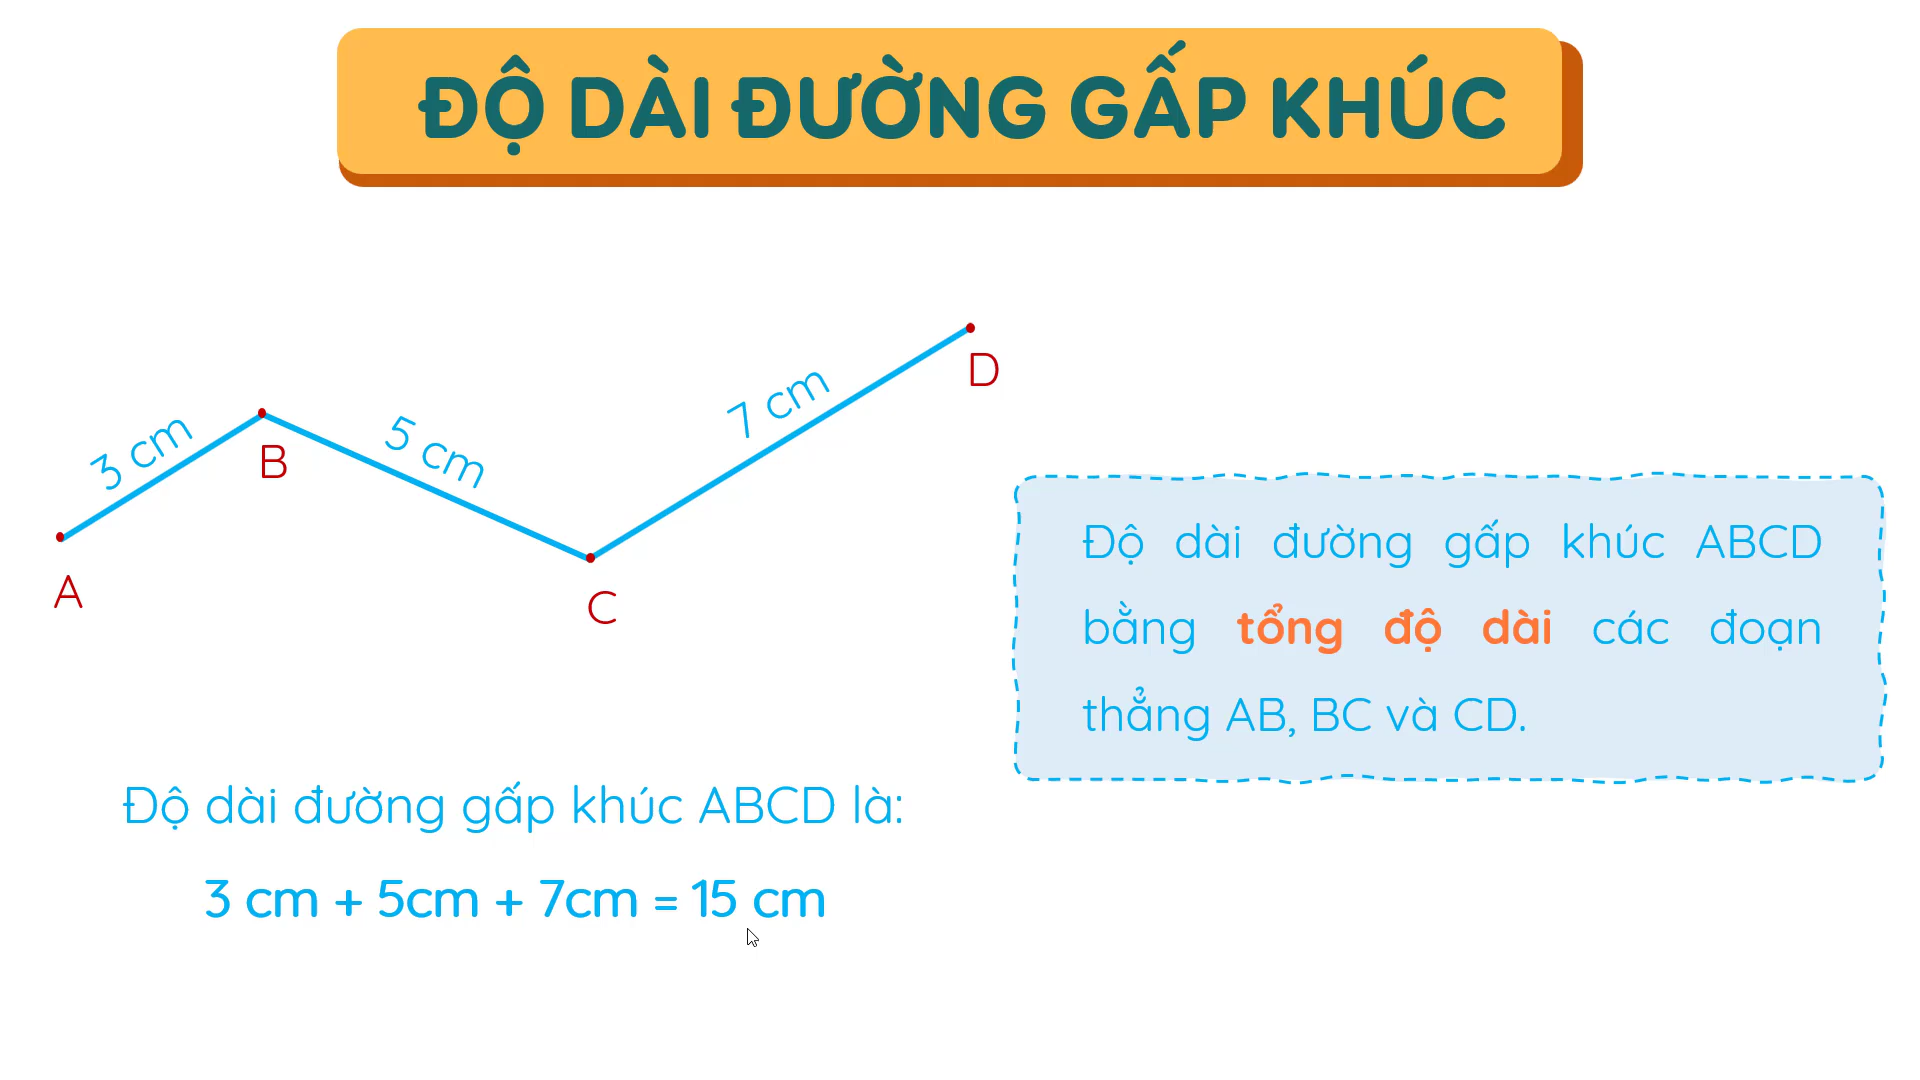 ĐỘ DÀI ĐƯỜNG GẤP KHÚC
3 cm
5 cm
7 cm
A
B
C
D
Độ dài đường gấp khúc ABCD
bằng tổng độ dài các đoạn
thẳng AB, BC và CD.
Độ dài đường gấp khúc ABCD là:
3 cm + 5cm + 7cm = 15 cm